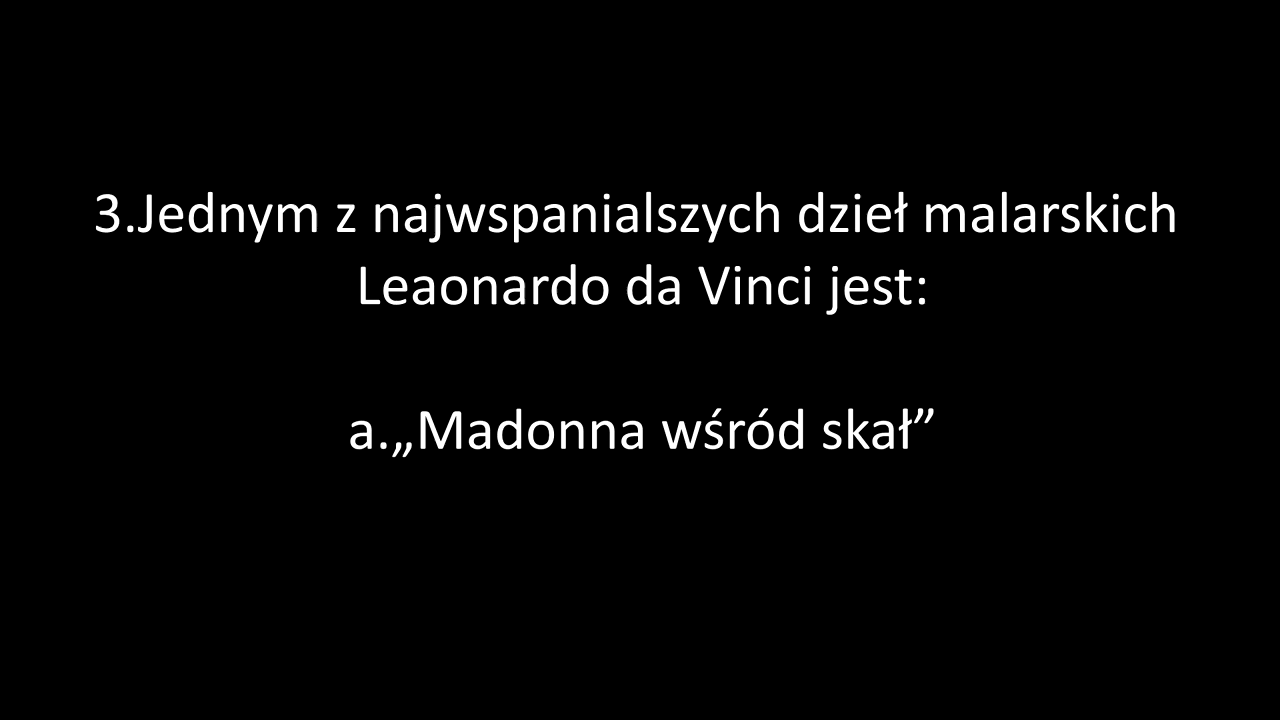 3.Jednym z najwspanialszych dzieł malarskich
Leaonardo da Vinci jest:
a.„Madonna wśród skał”